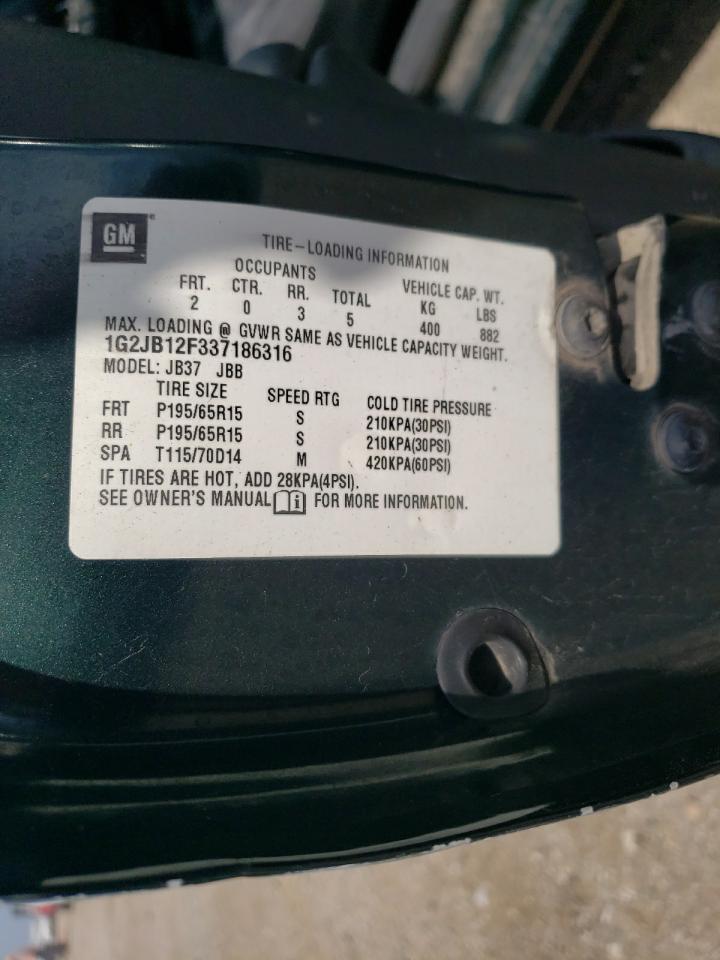 GM
TIRE-LOADING INFORMATION
OCCUPANTS VEHICLE CAP. WT.
FRT. CTR. RR. TOTAL KG LBS
2 0 3 5 400 882
MAX. LOADING @ GVWR SAME AS VEHICLE CAPACITY WEIGHT.
1G2JB12F337186316
MODEL: JB37 JBB
TIRE SIZE SPEED RTG COLD TIRE PRESSURE
FRT P195/65R15 S 210KPA(30PSI)
RR P195/65R15 S 210KPA(30PSI)
SPA T115/70D14 M 420KPA(60PSI)
IF TIRES ARE HOT, ADD 28KPA(4PSI).
SEE OWNER'S MANUAL i FOR MORE INFORMATION.